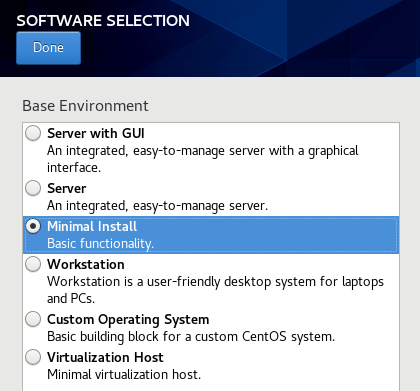 SOFTWARE SELECTION
Done
Base Environment
Server with GUI
An integrated, easy-to-manage server with a graphical
interface.
Server
An integrated, easy-to-manage server.
Minimal Install
Basic functionality.
Workstation
Workstation is a user-friendly desktop system for laptops
and PCs.
Custom Operating System
Basic building block for a custom CentOS system.
Virtualization Host
Minimal virtualization host.